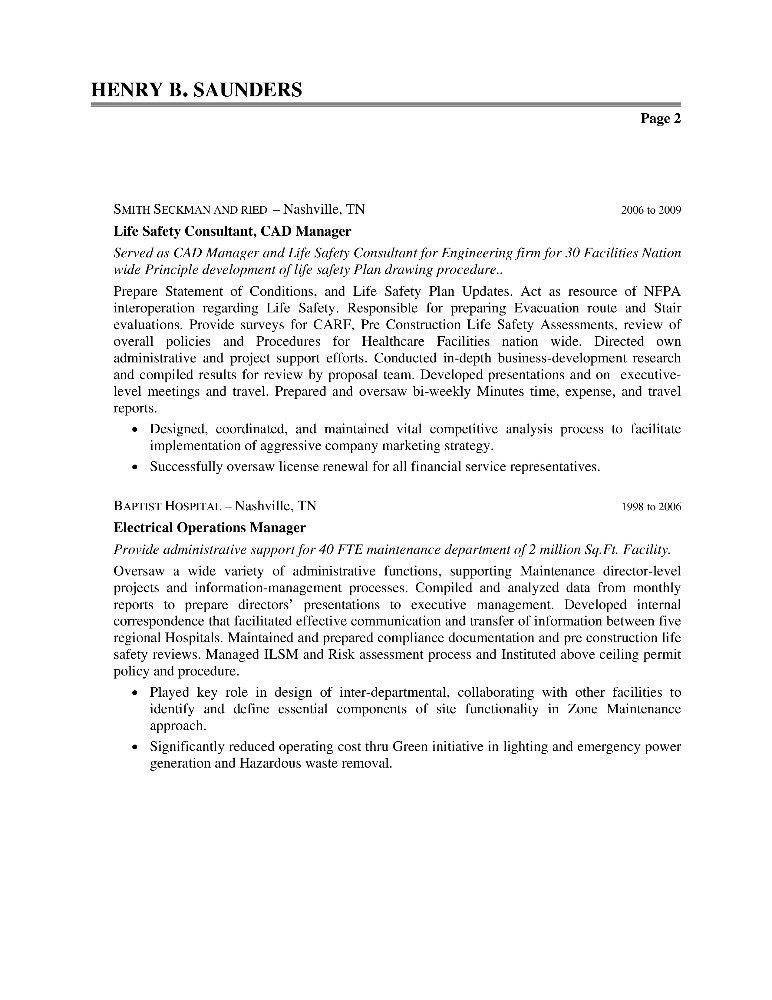 HENRY B. SAUNDERS
Page 2
SMITH SECKMAN AND RIED – Nashville, TN 2006 to 2009
Life Safety Consultant, CAD Manager
Served as CAD Manager and Life Safety Consultant for Engineering firm for 30 Facilities Nation
wide Principle development of life safety Plan drawing procedure..
Prepare Statement of Conditions, and Life Safety Plan Updates. Act as resource of NFPA
interoperation regarding Life Safety. Responsible for preparing Evacuation route and Stair
evaluations. Provide surveys for CARF, Pre Construction Life Safety Assessments, review of
overall policies and Procedures for Healthcare Facilities nation wide. Directed own
administrative and project support efforts. Conducted in-depth business-development research
and compiled results for review by proposal team. Developed presentations and on executive-
level meetings and travel. Prepared and oversaw bi-weekly Minutes time, expense, and travel
reports.
• Designed, coordinated, and maintained vital competitive analysis process to facilitate
implementation of aggressive company marketing strategy.
• Successfully oversaw license renewal for all financial service representatives.
BAPTIST HOSPITAL – Nashville, TN 1998 to 2006
Electrical Operations Manager
Provide administrative support for 40 FTE maintenance department of 2 million Sq.Ft. Facility.
Oversaw a wide variety of administrative functions, supporting Maintenance director-level
projects and information-management processes. Compiled and analyzed data from monthly
reports to prepare directors’ presentations to executive management. Developed internal
correspondence that facilitated effective communication and transfer of information between five
regional Hospitals. Maintained and prepared compliance documentation and pre construction life
safety reviews. Managed ILSM and Risk assessment process and Instituted above ceiling permit
policy and procedure.
• Played key role in design of inter-departmental, collaborating with other facilities to
identify and define essential components of site functionality in Zone Maintenance
approach.
• Significantly reduced operating cost thru Green initiative in lighting and emergency power
generation and Hazardous waste removal.